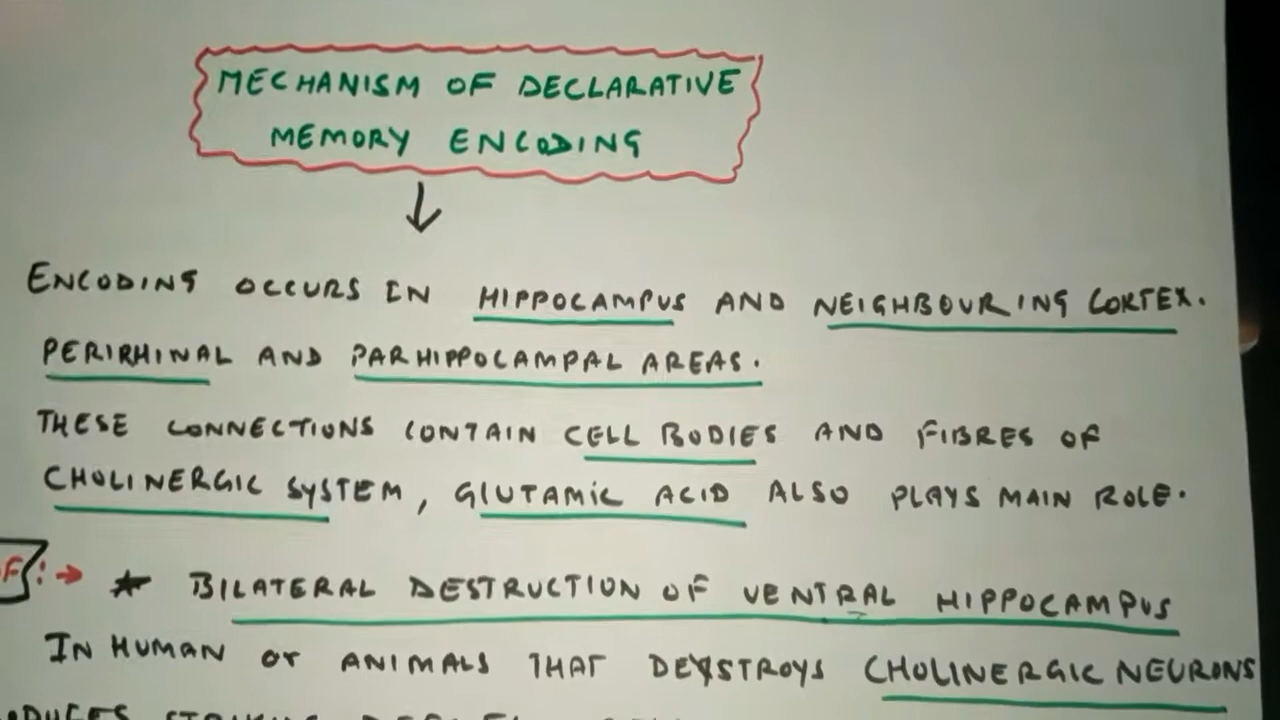 MECHANISM OF DECLARATIVE
MEMORY ENCODING
ENCODING OCCURS IN HIPPOCAMPUS AND NEIGHBOURING CORTEX.
PERIRHINAL AND PARHIPPOCAMPAL AREAS.
THESE CONNECTIONS CONTAIN CELL BODIES AND FIBRES OF
CHOLINERGIC SYSTEM, GLUTAMIC ACID ALSO PLAYS MAIN ROLE.
F:→ ★ BILATERAL DESTRUCTION OF VENTRAL HIPPOCAMPUS
IN HUMAN or ANIMALS THAT DESTROYS CHOLINERGIC NEURONS